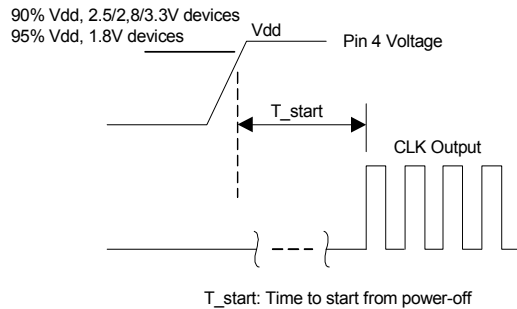 90% Vdd, 2.5/2,8/3.3V devices
95% Vdd, 1.8V devices
Vdd
Pin 4 Voltage
T_start
CLK Output
T_start: Time to start from power-off